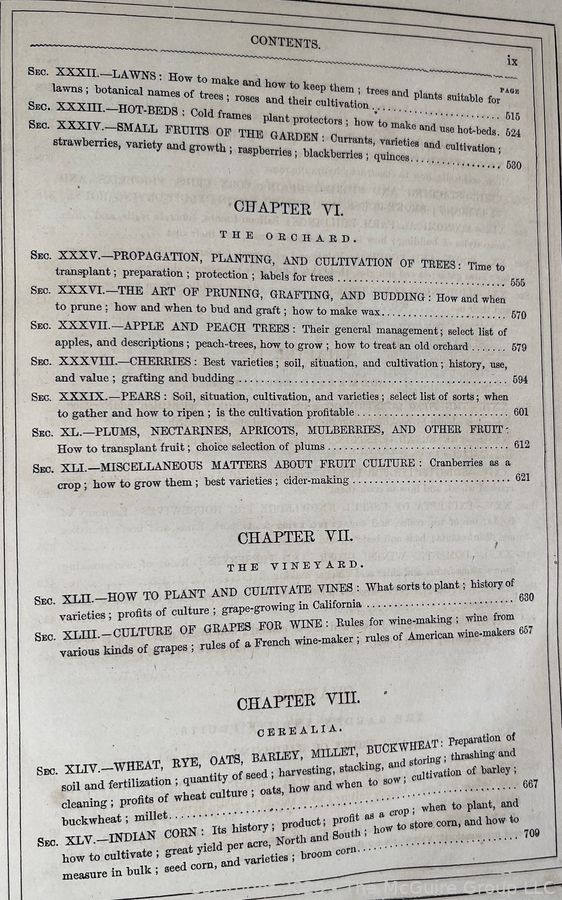 CONTENTS.
ix
PAGE
SEC. XXXII.—LAWNS: How to make and how to keep them; trees and plants suitable for
lawns; botanical names of trees; roses and their cultivation ........................ 515
SEC. XXXIII.—HOT-BEDS: Cold frames plant protectors; how to make and use hot-beds. 524
SEC. XXXIV.—SMALL FRUITS OF THE GARDEN: Currants, varieties and cultivation;
strawberries, variety and growth; raspberries; blackberries; quinces.................. 530
CHAPTER VI.
THE ORCHARD.
SEC. XXXV.—PROPAGATION, PLANTING, AND CULTIVATION OF TREES: Time to
transplant; preparation; protection; labels for trees ................................ 555
SEC. XXXVI.—THE ART OF PRUNING, GRAFTING, AND BUDDING: How and when
to prune; how and when to bud and graft; how to make wax......................... 570
SEC. XXXVII.—APPLE AND PEACH TREES: Their general management; select list of
apples, and descriptions; peach-trees, how to grow; how to treat an old orchard ....... 579
SEC. XXXVIII.—CHERRIES: Best varieties; soil, situation, and cultivation; history, use,
and value; grafting and budding .................................................... 594
SEC. XXXIX.—PEARS: Soil, situation, cultivation, and varieties; select list of sorts; when
to gather and how to ripen; is the cultivation profitable ............................ 601
SEC. XL.—PLUMS, NECTARINES, APRICOTS, MULBERRIES, AND OTHER FRUIT:
How to transplant fruit; choice selection of plums .................................. 612
SEC. XLI.—MISCELLANEOUS MATTERS ABOUT FRUIT CULTURE: Cranberries as a
crop; how to grow them; best varieties; cider-making ............................... 621
CHAPTER VII.
THE VINEYARD.
SEC. XLII.—HOW TO PLANT AND CULTIVATE VINES: What sorts to plant; history of
varieties; profits of culture; grape-growing in California ............................ 630
SEC. XLIII.—CULTURE OF GRAPES FOR WINE: Rules for wine-making; wine from
various kinds of grapes; rules of a French wine-maker; rules of American wine-makers 657
CHAPTER VIII.
CEREALIA.
SEC. XLIV.—WHEAT, RYE, OATS, BARLEY, MILLET, BUCKWHEAT: Preparation of
soil and fertilization; quantity of seed; harvesting, stacking, and storing; thrashing and
cleaning; profits of wheat culture; oats, how and when to sow; cultivation of barley;
buckwheat; millet................................................................. 667
SEC. XLV.—INDIAN CORN: Its history; product; profit as a crop; when to plant, and
how to cultivate; great yield per acre, North and South; how to store corn, and how to
measure in bulk; seed corn, and varieties; broom corn............................... 709
The McGuire Group LLC